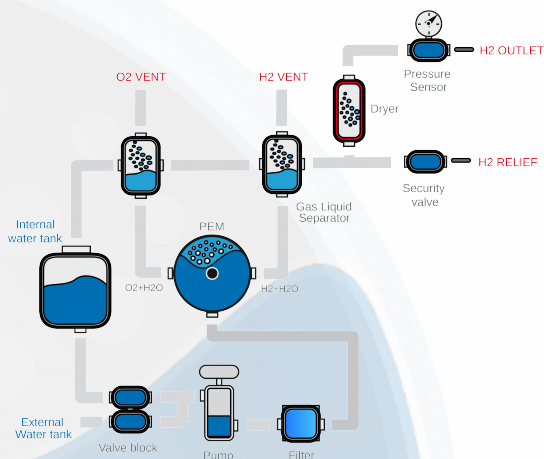 H2 OUTLET
Pressure
Sensor
O2 VENT
H2 VENT
Dryer
H2 RELIEF
Security
valve
Gas Liquid
Separator
Internal
water tank
PEM
O2+H2O
H2+H2O
External
Water tank
Valve block
Pump
Filter